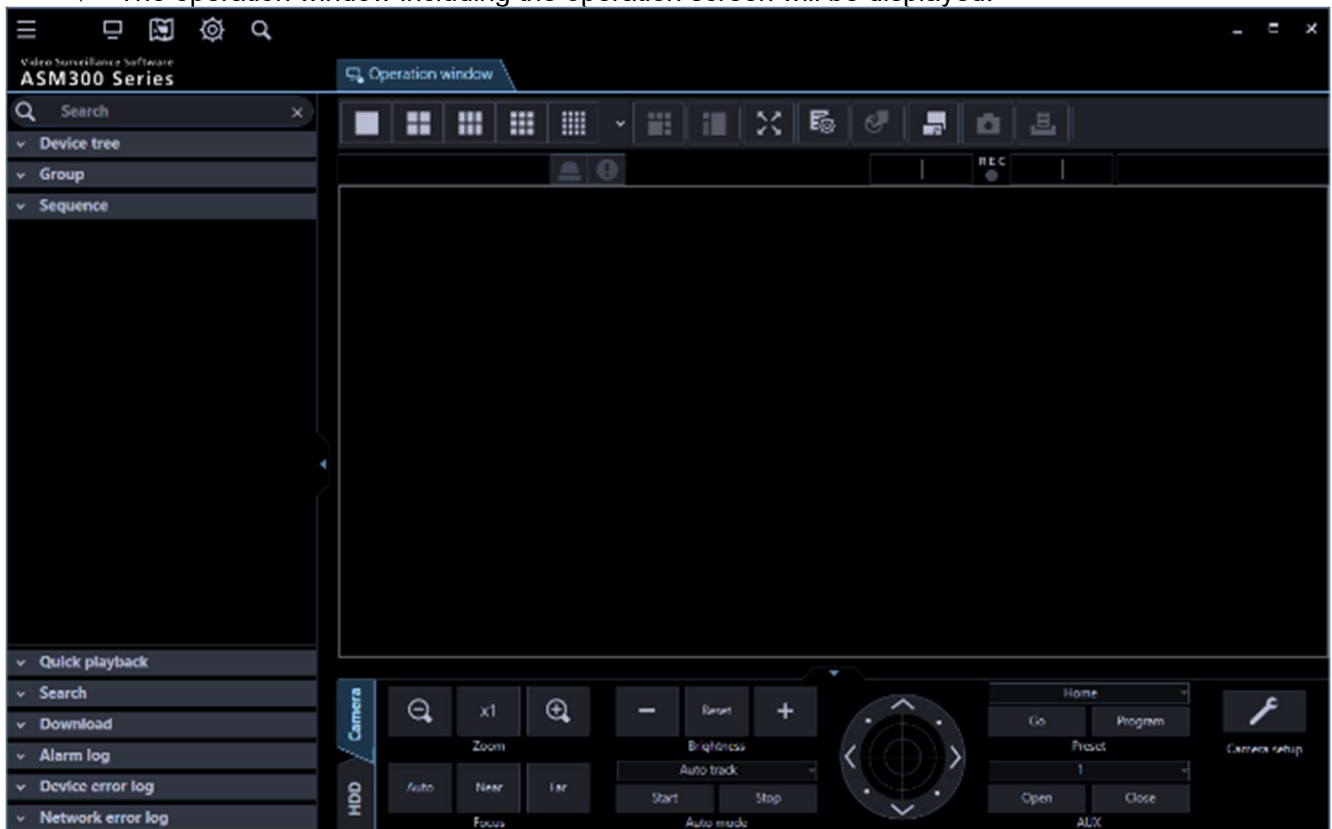 The operation window including the operation screen will be displayed.
Video Surveillance Software
ASM300 Series
Operation window
Search
Device tree
Group
Sequence
REC
Quick playback
Search
Download
Alarm log
Device error log
Network error log
Camera
HDD
x1
Zoom
Auto
Near
Far
Focus
Reset
Brightness
Auto track
Start
Stop
Auto mode
Home
Go
Program
Preset
1
Open
Close
AUX
Camera setup